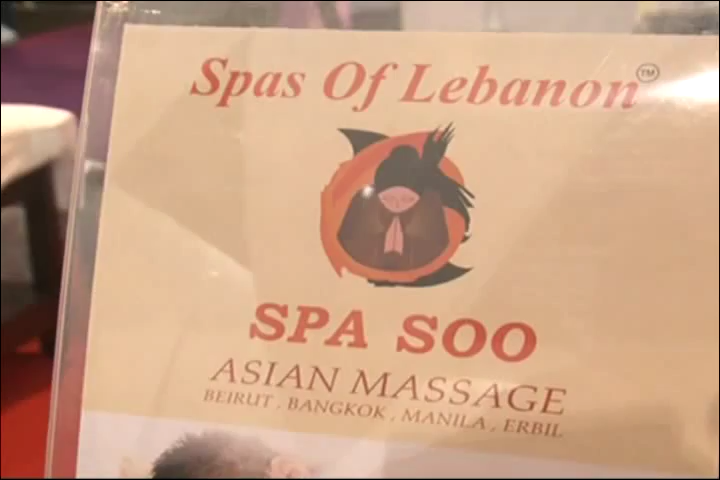 Spas Of Lebanon™
SPA SOO
ASIAN MASSAGE
BEIRUT , BANGKOK , MANILA , ERBIL